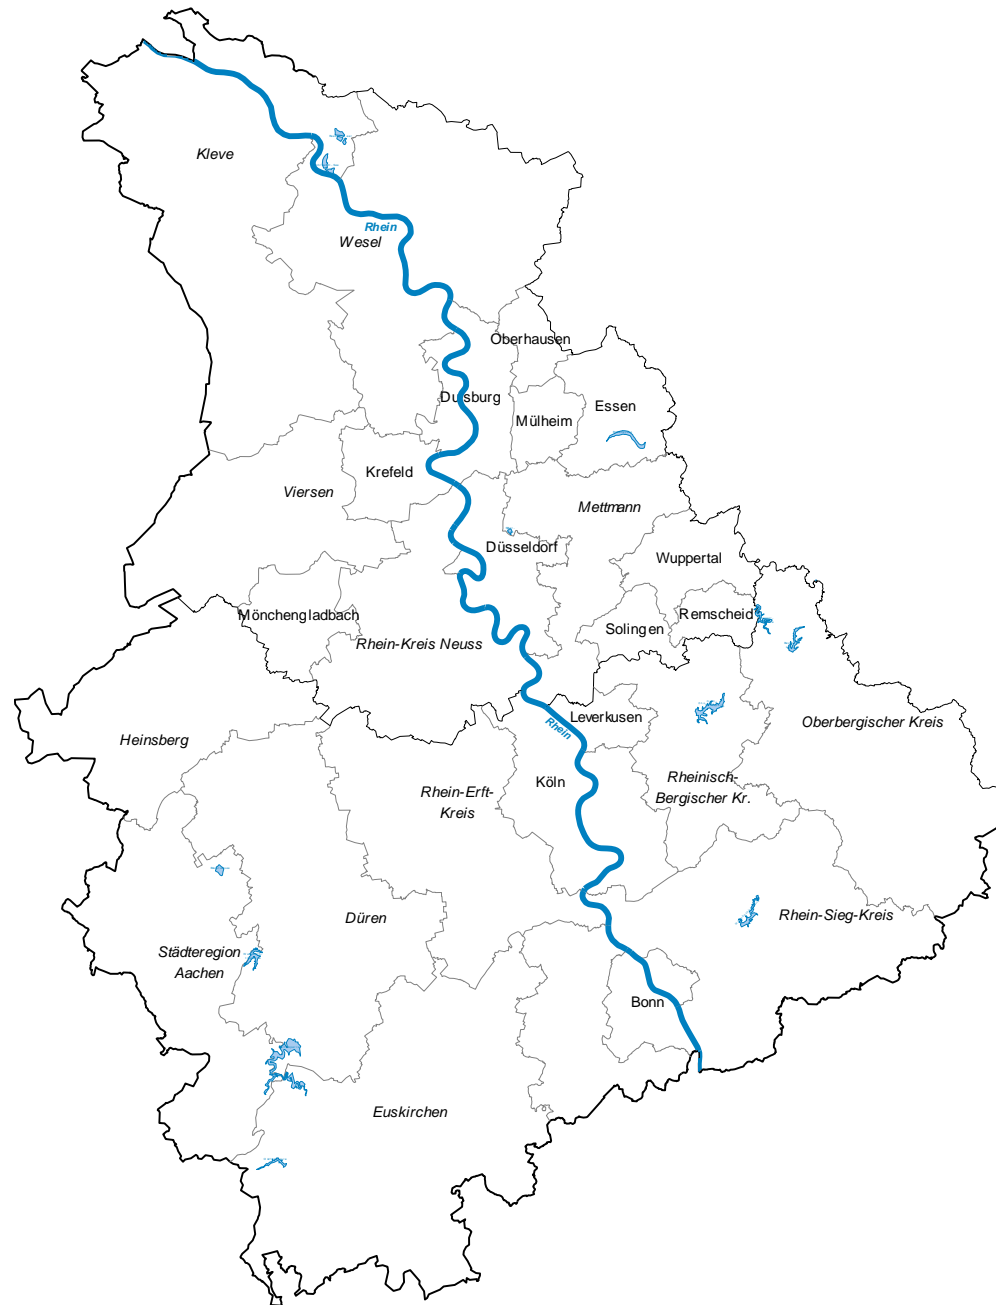 Kleve
Rhein
Wesel
Oberhausen
Duisburg
Essen
Mülheim
Krefeld
Viersen
Mettmann
Düsseldorf
Wuppertal
Mönchengladbach
Remscheid
Solingen
Rhein-Kreis Neuss
Leverkusen
Oberbergischer Kreis
Rhein
Heinsberg
Rheinisch-
Bergischer Kr.
Köln
Rhein-Erft-
Kreis
Düren
Rhein-Sieg-Kreis
Städteregion
Aachen
Bonn
Euskirchen